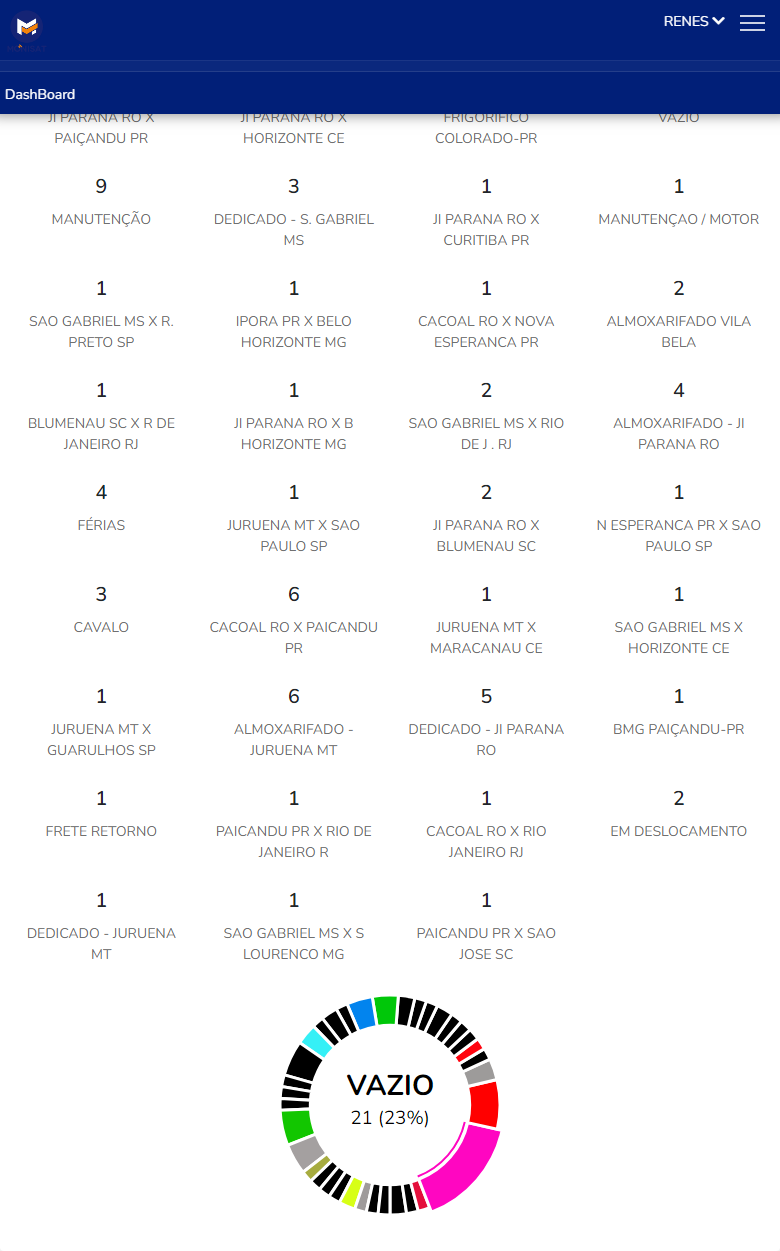 RENES
DashBoard
JI PARANA RO X JI PARANA RO X FRIGORIFICO VAZIO
PAIÇANDU PR HORIZONTE CE COLORADO-PR
9 3 1 1
MANUTENÇÃO DEDICADO - S. GABRIEL JI PARANA RO X MANUTENÇAO / MOTOR
MS CURITIBA PR
1 1 1 2
SAO GABRIEL MS X R. IPORA PR X BELO CACOAL RO X NOVA ALMOXARIFADO VILA
PRETO SP HORIZONTE MG ESPERANCA PR BELA
1 1 2 4
BLUMENAU SC X R DE JI PARANA RO X B SAO GABRIEL MS X RIO ALMOXARIFADO - JI
JANEIRO RJ HORIZONTE MG DE J . RJ PARANA RO
4 1 2 1
FÉRIAS JURUENA MT X SAO JI PARANA RO X N ESPERANCA PR X SAO
PAULO SP BLUMENAU SC PAULO SP
3 6 1 1
CAVALO CACOAL RO X PAICANDU JURUENA MT X SAO GABRIEL MS X
PR MARACANAU CE HORIZONTE CE
1 6 5 1
JURUENA MT X ALMOXARIFADO - DEDICADO - JI PARANA BMG PAIÇANDU-PR
GUARULHOS SP JURUENA MT RO
1 1 1 2
FRETE RETORNO PAICANDU PR X RIO DE CACOAL RO X RIO EM DESLOCAMENTO
JANEIRO R JANEIRO RJ
1 1 1
DEDICADO - JURUENA SAO GABRIEL MS X S PAICANDU PR X SAO
MT LOURENCO MG JOSE SC
VAZIO
21 (23%)